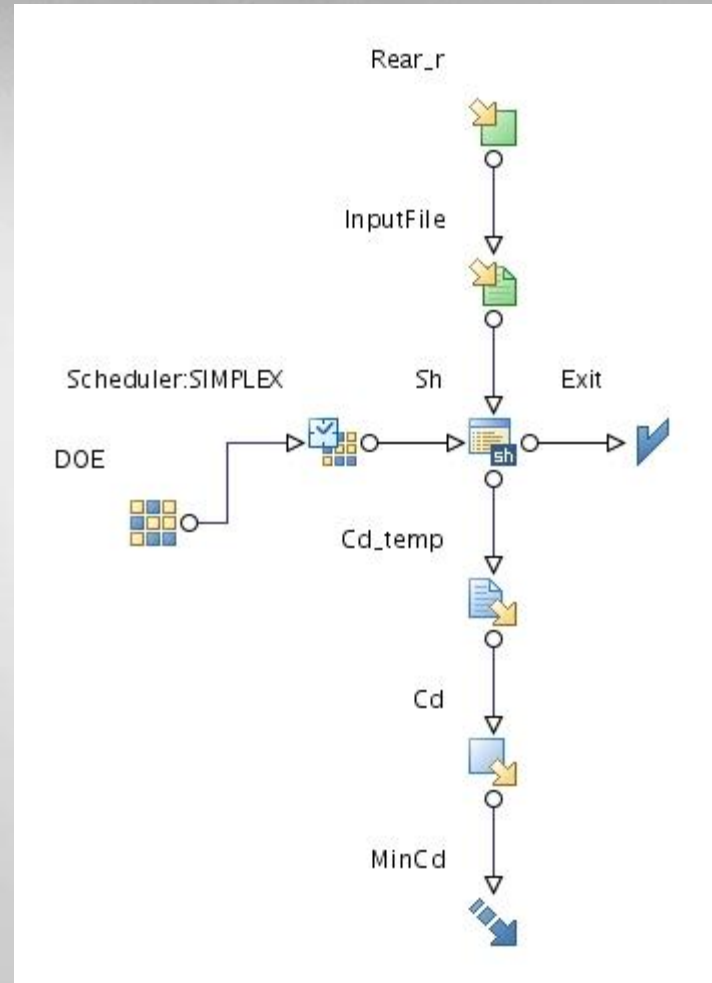 Rear_r
InputFile
Scheduler:SIMPLEX
Sh
Exit
DOE
sh
Cd_temp
Cd
MinCd